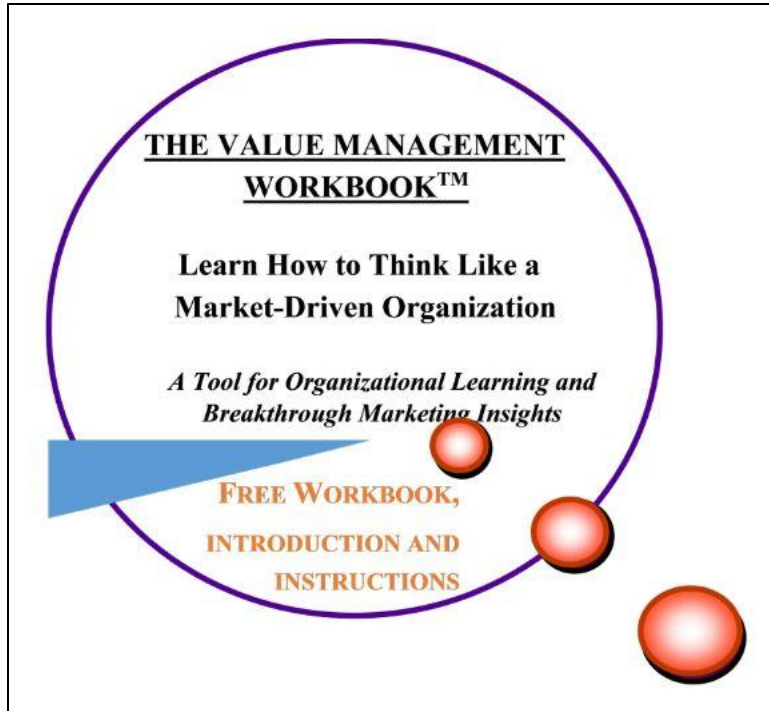 THE VALUE MANAGEMENT
WORKBOOK™
Learn How to Think Like a
Market-Driven Organization
A Tool for Organizational Learning and
Breakthrough Marketing Insights
FREE WORKBOOK,
INTRODUCTION AND
INSTRUCTIONS